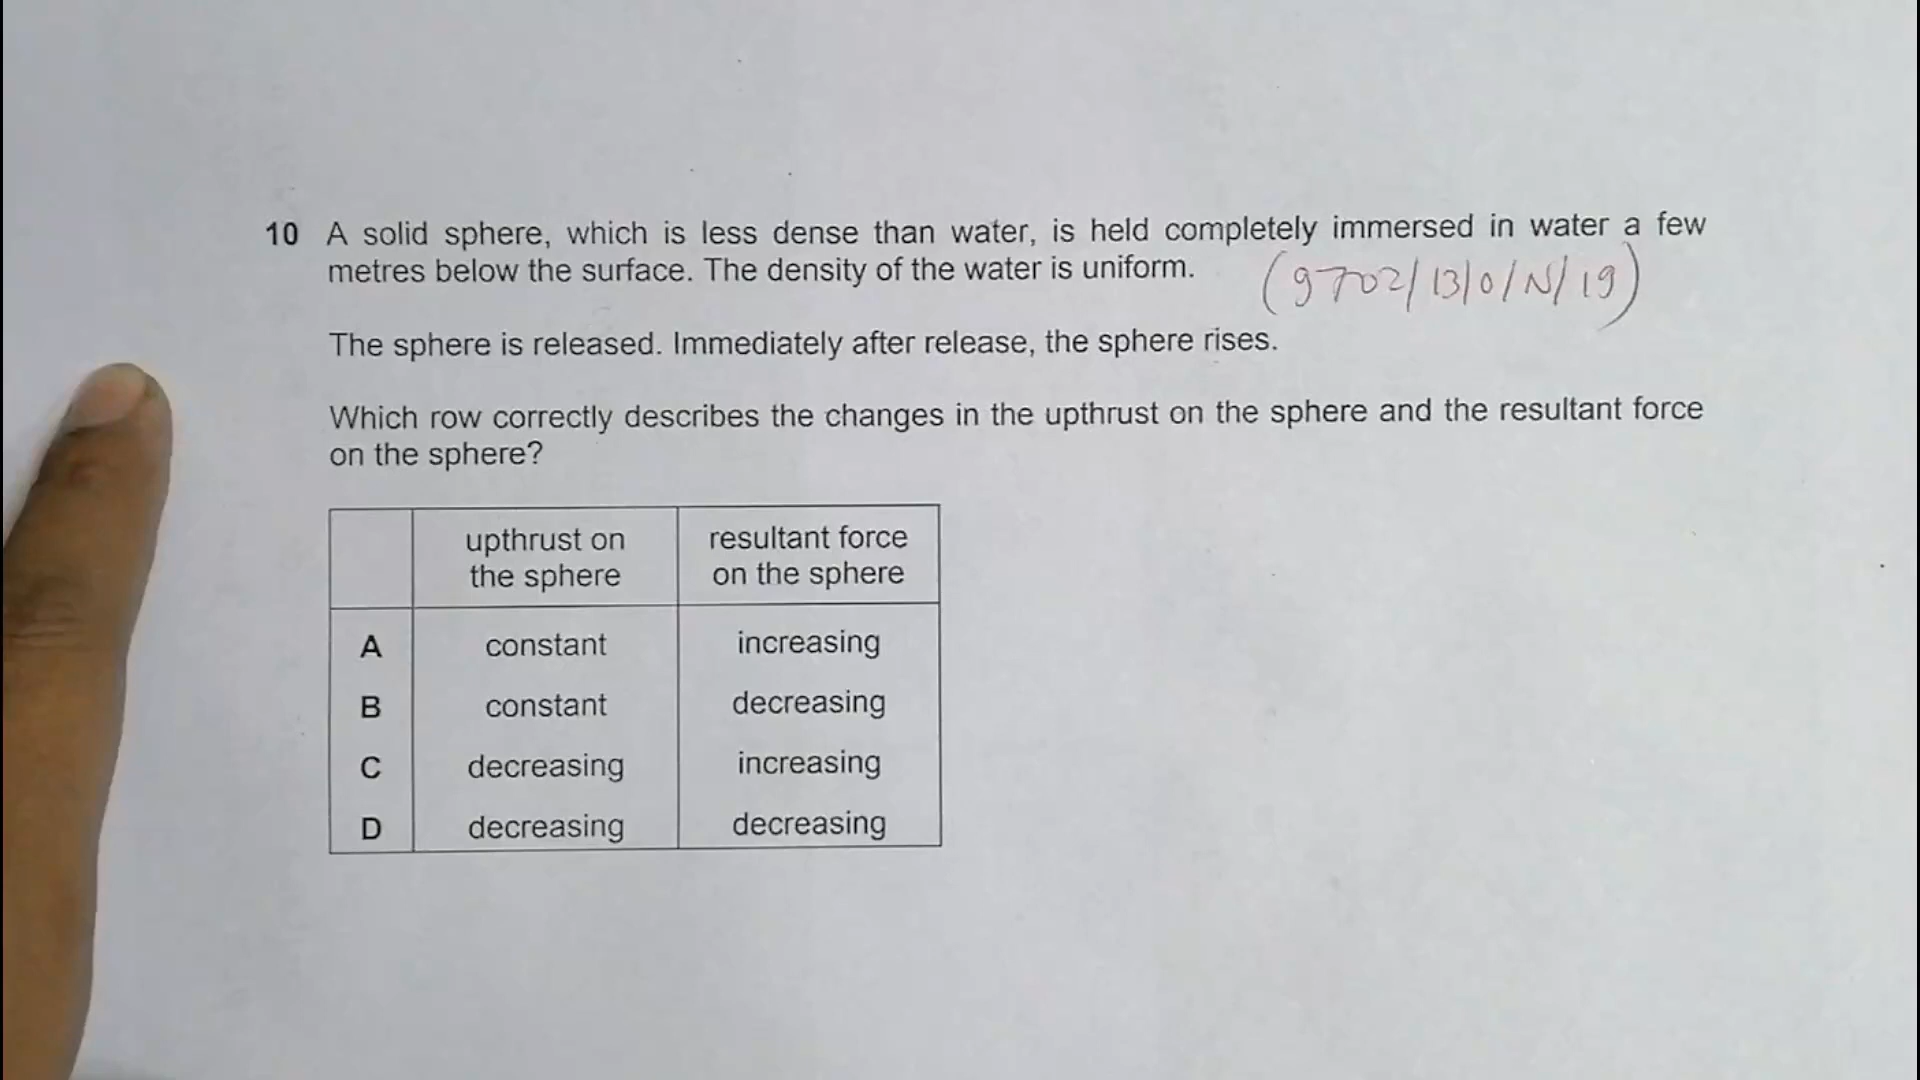 10 A solid sphere, which is less dense than water, is held completely immersed in water a few
metres below the surface. The density of the water is uniform.
(9702/13/O/N/19)
The sphere is released. Immediately after release, the sphere rises.
Which row correctly describes the changes in the upthrust on the sphere and the resultant force
on the sphere?
upthrust on the sphere resultant force on the sphere
A constant increasing
B constant decreasing
C decreasing increasing
D decreasing decreasing